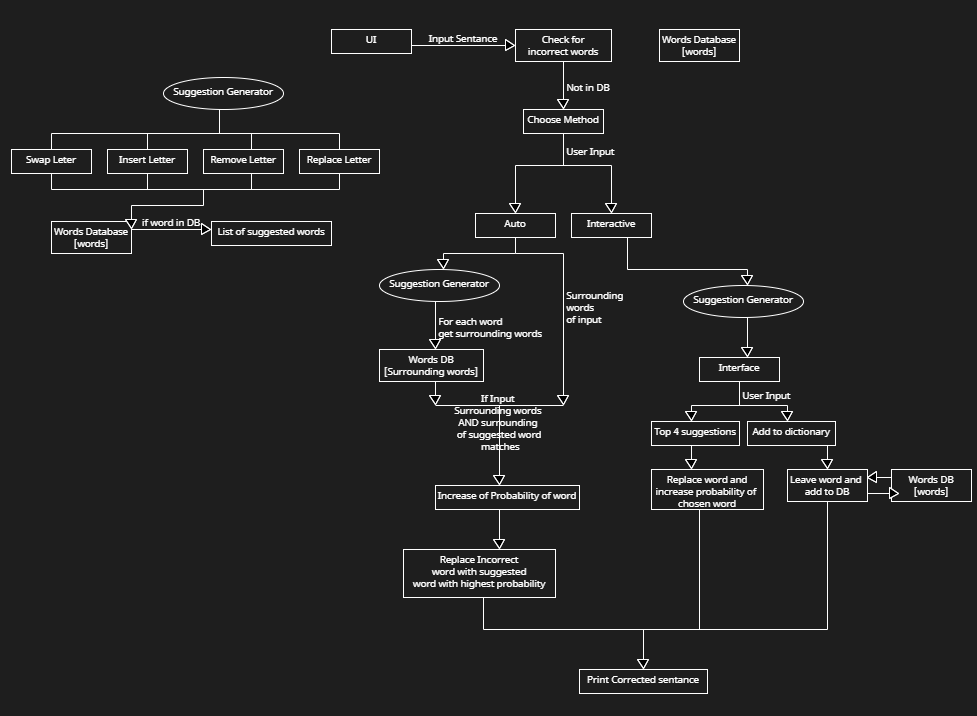 UI
Input Sentance
Check for
incorrect words
Words Database
[words]
Not in DB
Choose Method
User Input
Suggestion Generator
Swap Leter
Insert Letter
Remove Letter
Replace Letter
Words Database
[words]
if word in DB
List of suggested words
Auto
Interactive
Suggestion Generator
For each word
get surrounding words
Surrounding
words
of input
Words DB
[Surrounding words]
If Input
Surrounding words
AND surrounding
of suggested word
matches
Increase of Probability of word
Replace Incorrect
word with suggested
word with highest probability
Suggestion Generator
Interface
User Input
Top 4 suggestions
Add to dictionary
Replace word and
increase probability of
chosen word
Leave word and
add to DB
Words DB
[words]
Print Corrected sentance